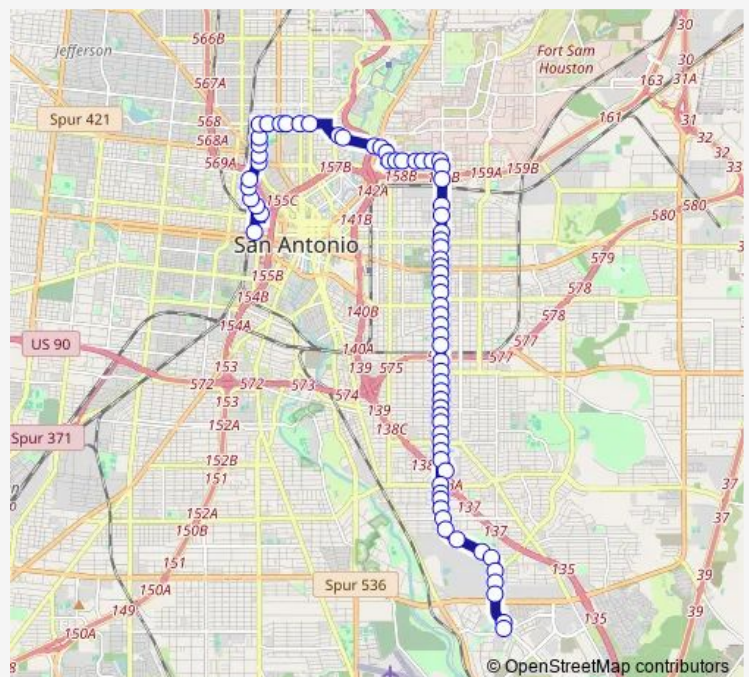 566B
30
Jefferson
Fort Sam
Houston
567A
163
31A
Spur 421
568
161
31
568A
32
569A
32
157B
159A
159B
158B
33
142A
155C
580
580
141B
San Antonio
579
155B
578
154B
140B
578
154A
577
US 90
140A
577
153
139
575
572
572
573
574
153
139
152A
138C
Spur 371
152B
151
37
137
152A
37
150B
137
151
135
Spur 536
39
150A
149
135
39
150A
© OpenStreetMap contributors